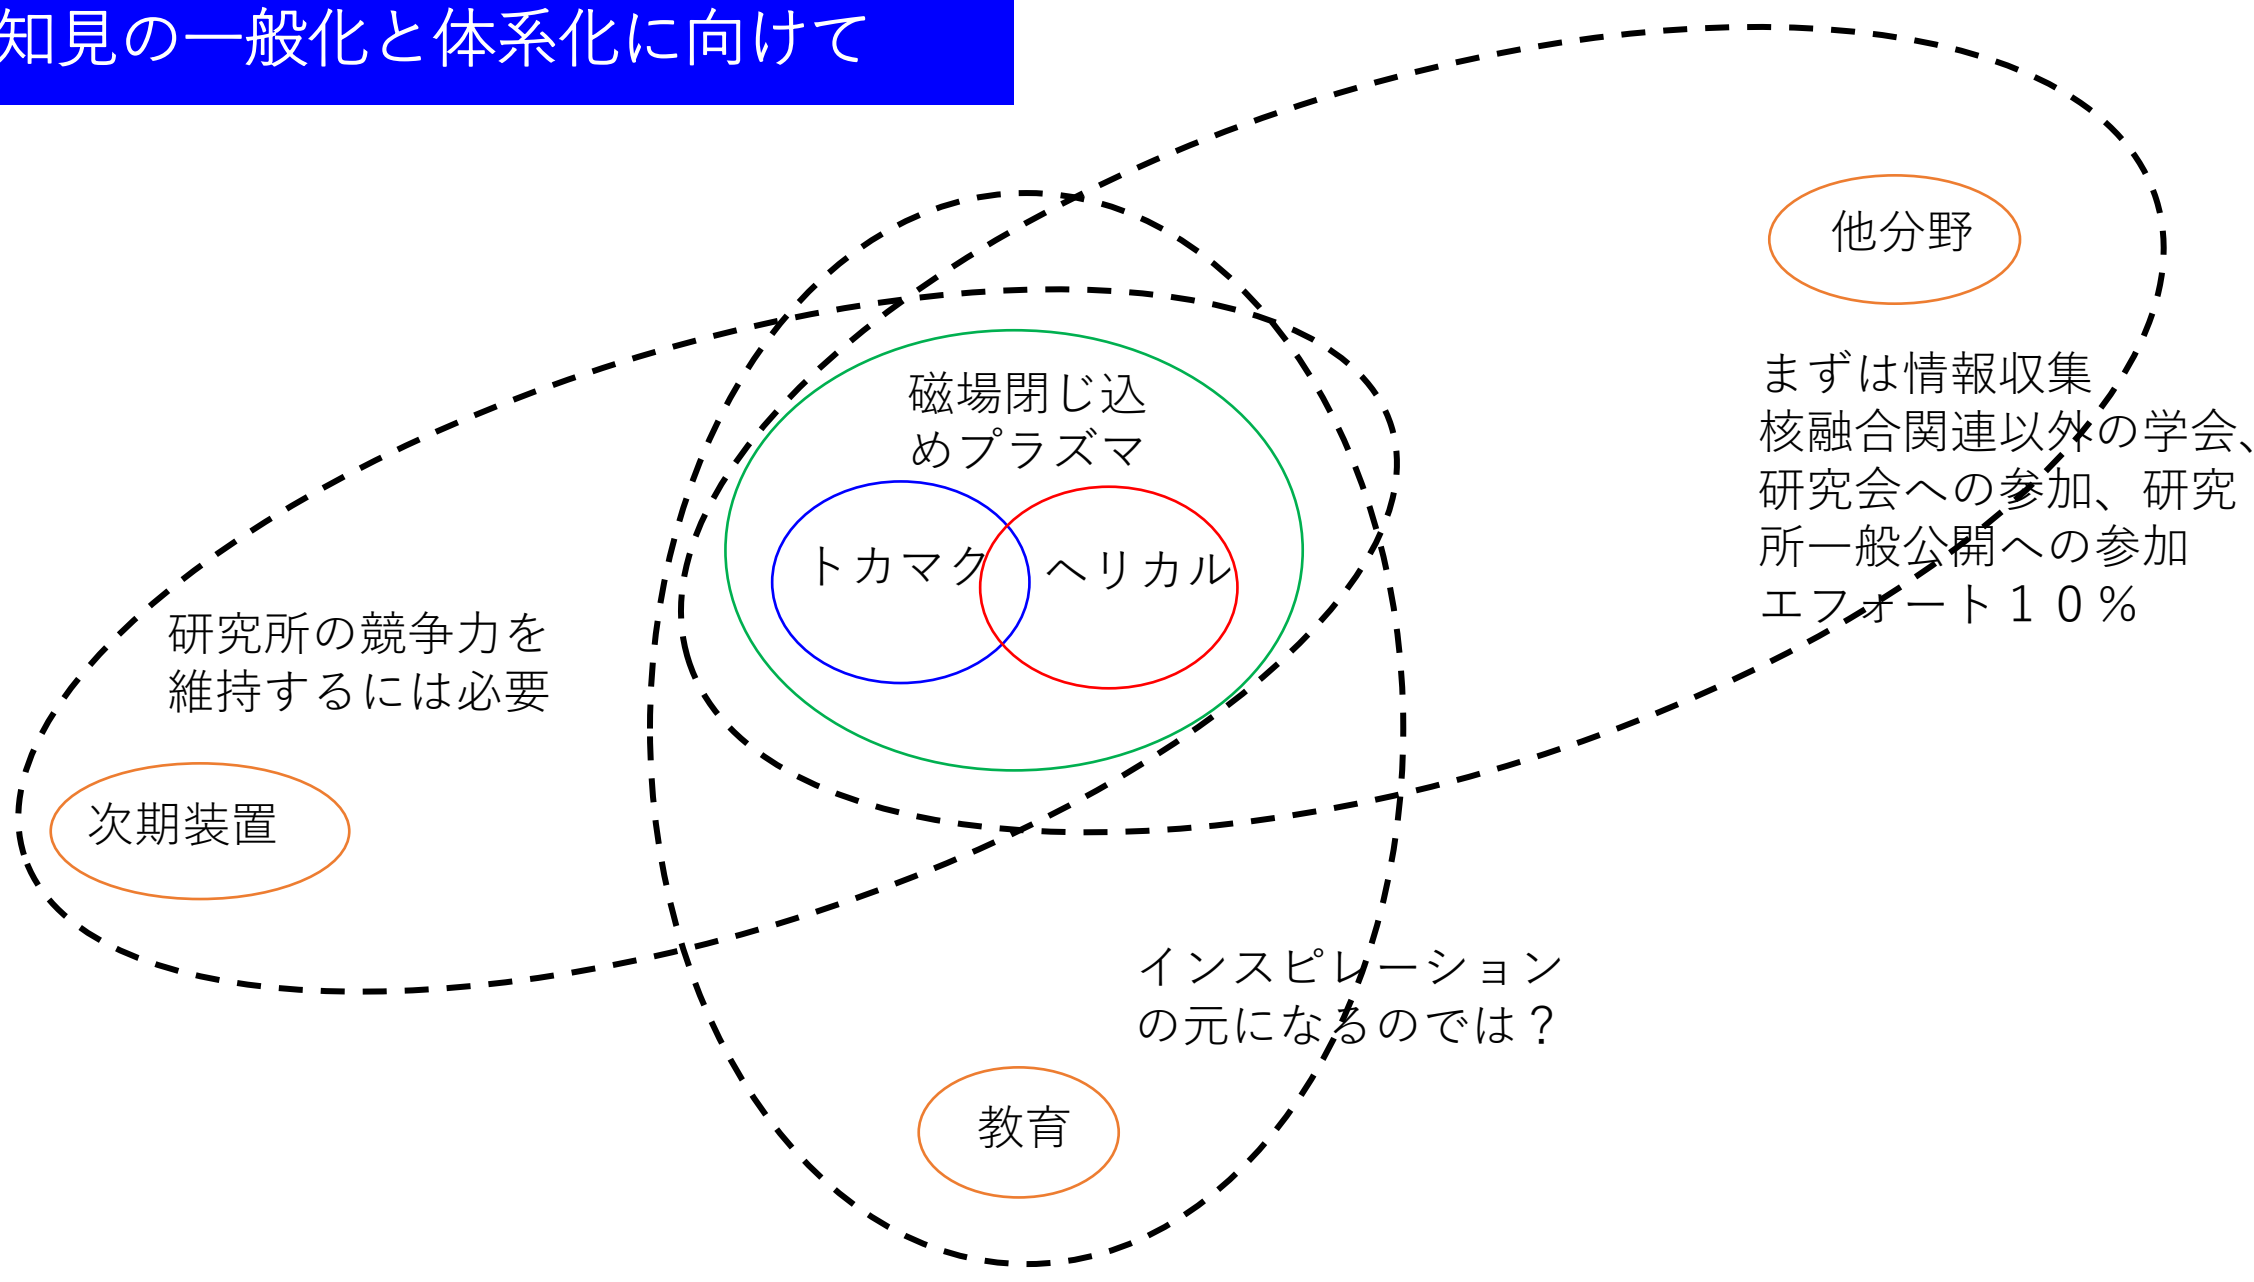 知見の一般化と体系化に向けて
他分野
まずは情報収集
核融合関連以外の学会、
研究会への参加、研究
所一般公開への参加
エフォート１０％
磁場閉じ込
めプラズマ
トカマク
ヘリカル
研究所の競争力を
維持するには必要
次期装置
インスピレーション
の元になるのでは？
教育